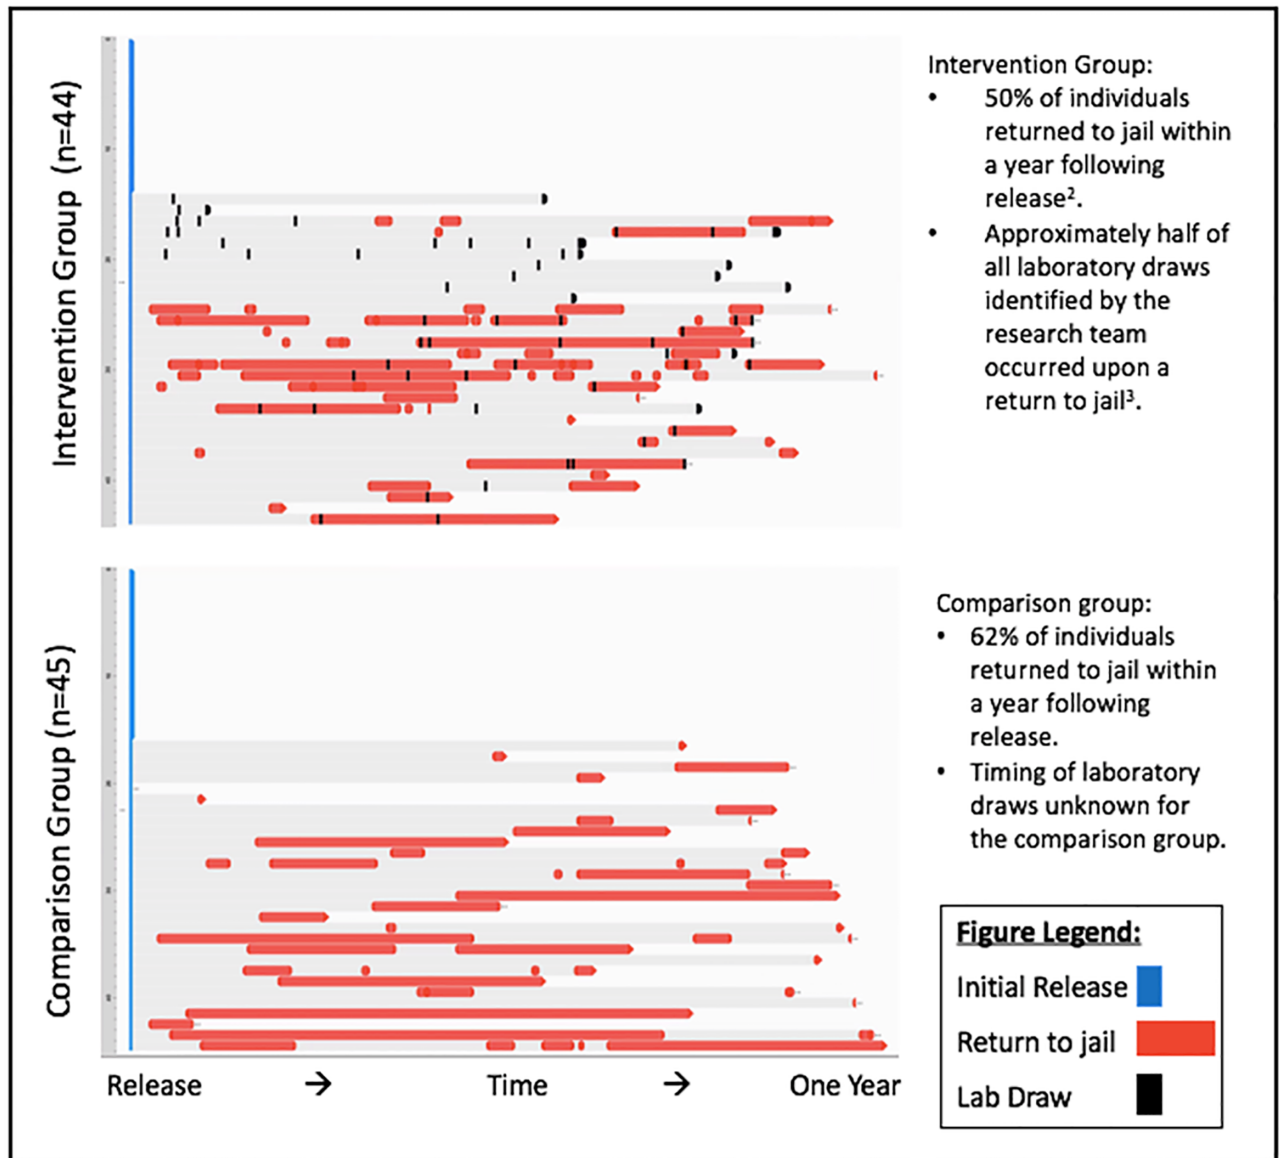 Intervention Group (n=44)
Intervention Group:
• 50% of individuals
returned to jail within
a year following
release².
• Approximately half of
all laboratory draws
identified by the
research team
occurred upon a
return to jail³.
Comparison Group (n=45)
Comparison group:
• 62% of individuals
returned to jail within
a year following
release.
• Timing of laboratory
draws unknown for
the comparison group.
Release → Time → One Year
Figure Legend:
Initial Release
Return to jail
Lab Draw